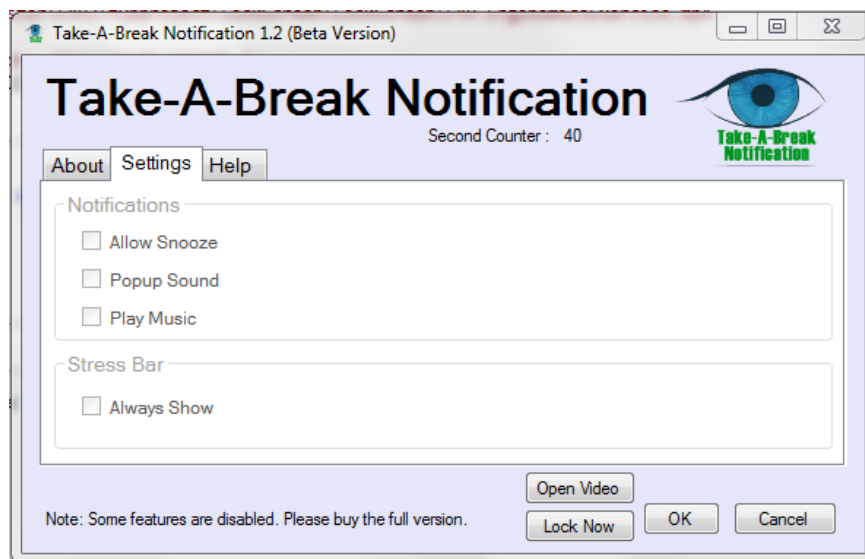 Take-A-Break Notification 1.2 (Beta Version)
Take-A-Break Notification
Second Counter : 40
Take-A-Break
Notification
About Settings Help
Notifications
Allow Snooze
Popup Sound
Play Music
Stress Bar
Always Show
Open Video
Note: Some features are disabled. Please buy the full version.
Lock Now OK Cancel